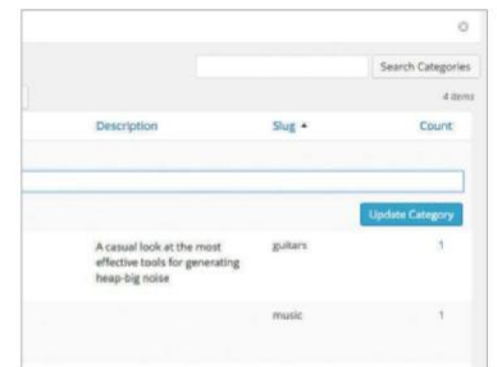 Search Categories
4 items
Description Slug Count
Update Category
A casual look at the most guitars 1
effective tools for generating
heap-big noise
music 1